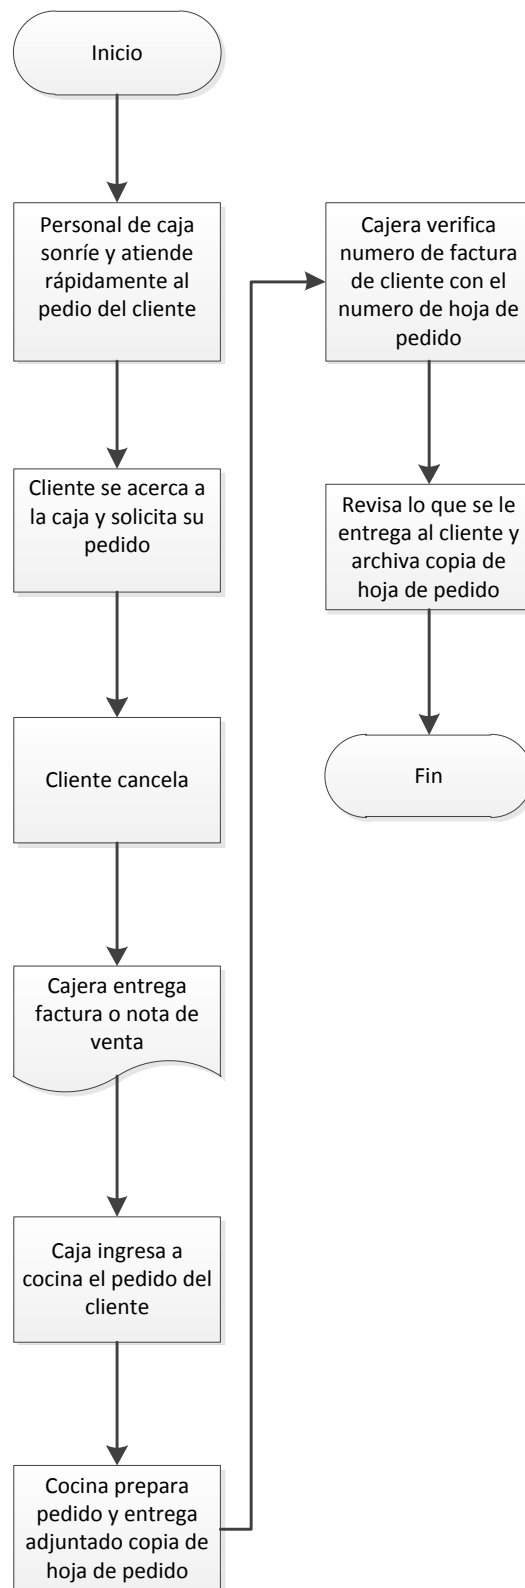 Inicio
Personal de caja
sonríe y atiende
rápidamente al
pedio del cliente
Cliente se acerca a
la caja y solicita su
pedido
Cliente cancela
Cajera entrega
factura o nota de
venta
Caja ingresa a
cocina el pedido del
cliente
Cocina prepara
pedido y entrega
adjuntado copia de
hoja de pedido
Cajera verifica
numero de factura
de cliente con el
numero de hoja de
pedido
Revisa lo que se le
entrega al cliente y
archiva copia de
hoja de pedido
Fin